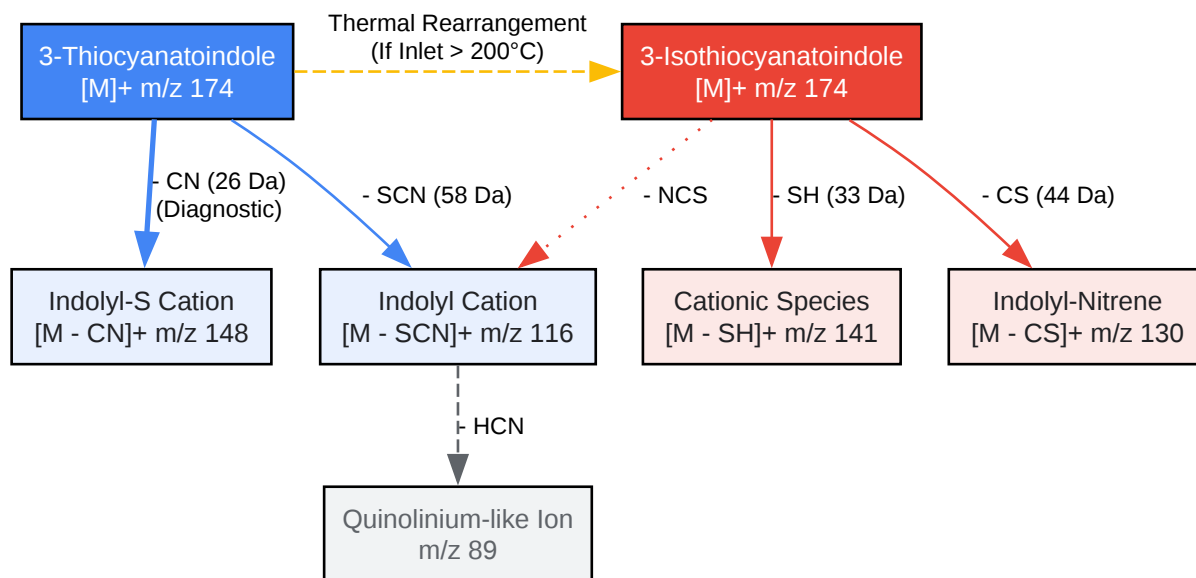 Thermal Rearrangement
(If Inlet > 200°C)
3-Thiocyanatoindole
[M]+ m/z 174
3-Isothiocyanatoindole
[M]+ m/z 174
- CN (26 Da)
(Diagnostic)
- SCN (58 Da)
- NCS
- SH (33 Da)
- CS (44 Da)
Indolyl-S Cation
[M - CN]+ m/z 148
Indolyl Cation
[M - SCN]+ m/z 116
Cationic Species
[M - SH]+ m/z 141
Indolyl-Nitrene
[M - CS]+ m/z 130
- HCN
Quinolinium-like Ion
m/z 89